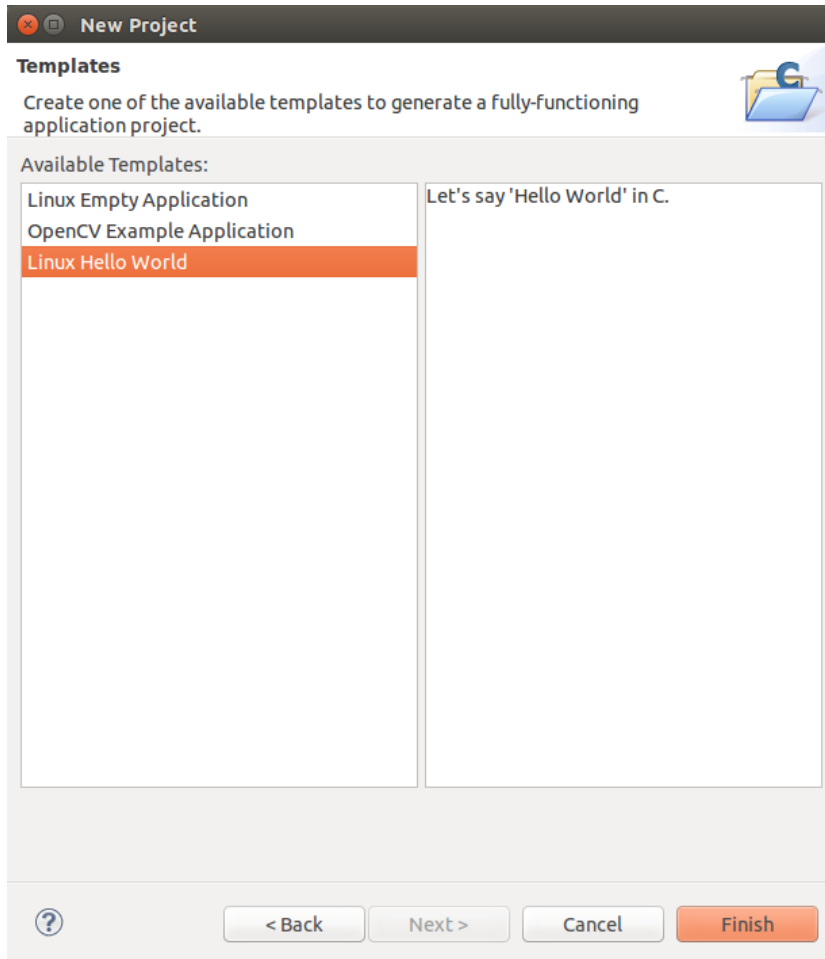 New Project
Templates
Create one of the available templates to generate a fully-functioning
application project.
C
Available Templates:
Linux Empty Application
OpenCV Example Application
Linux Hello World
Let's say 'Hello World' in C.
?
< Back
Next >
Cancel
Finish